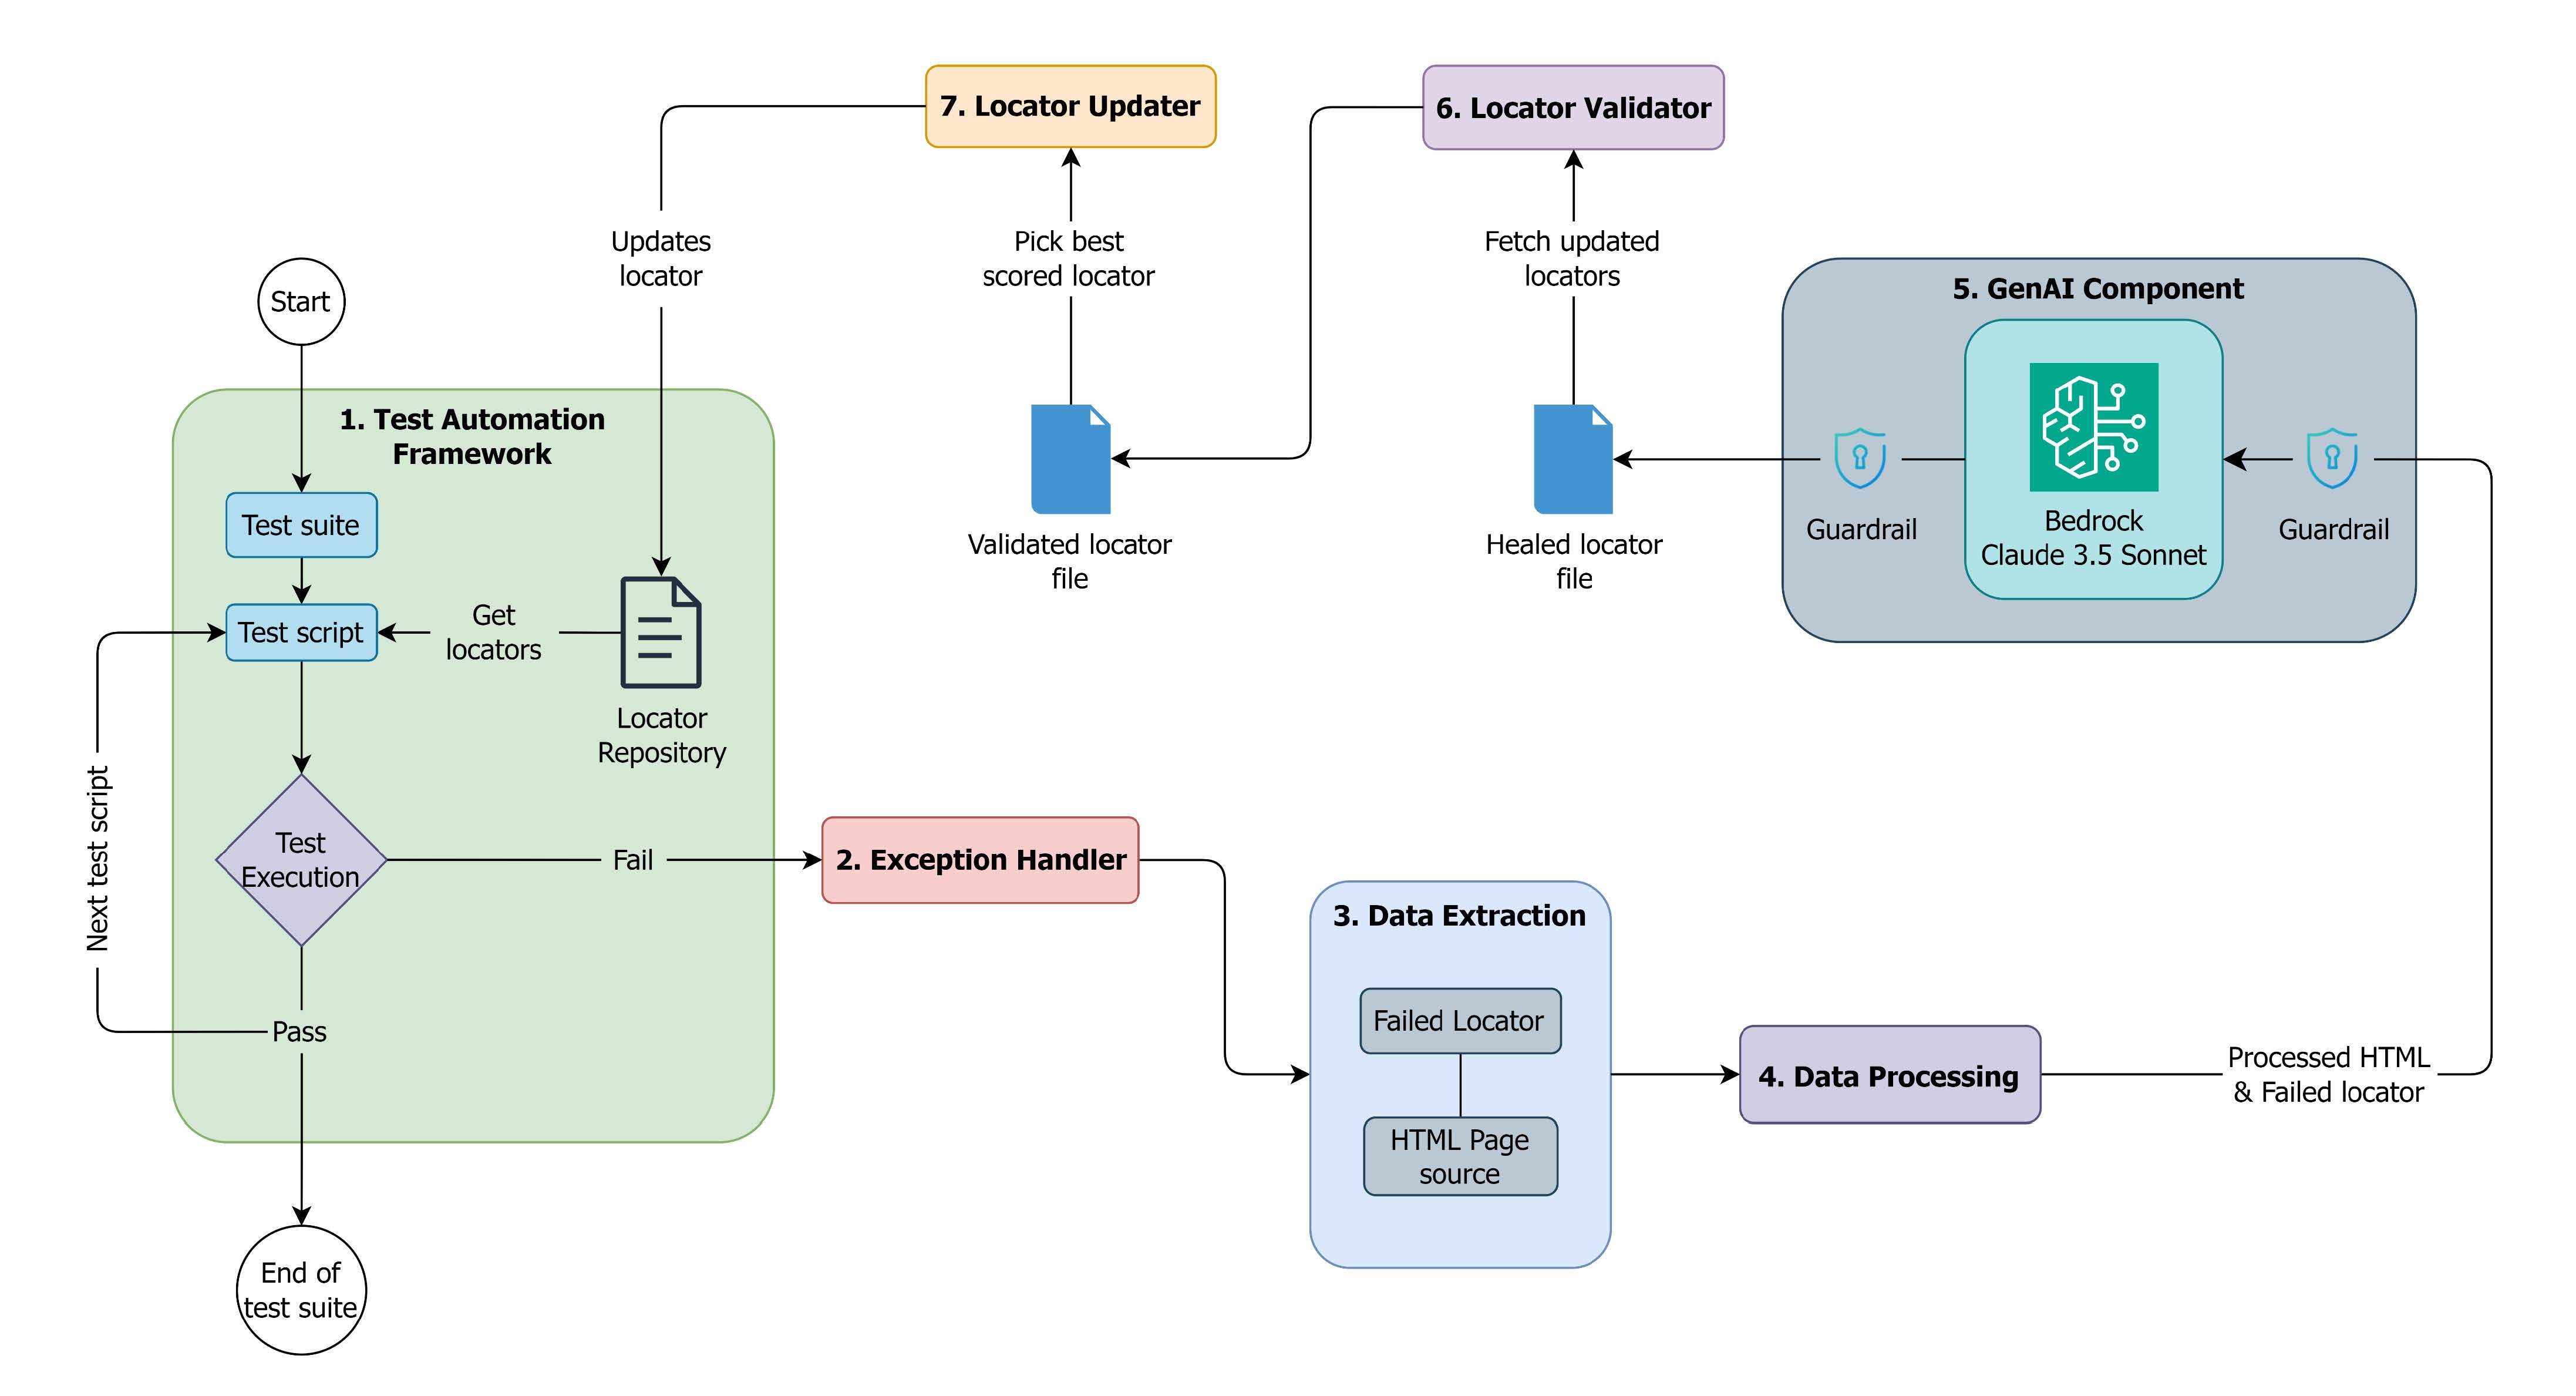 7. Locator Updater
6. Locator Validator
Updates
locator
Pick best
scored locator
Fetch updated
locators
Start
5. GenAI Component
1. Test Automation
Framework
Test suite
Validated locator
file
Healed locator
file
Guardrail
Bedrock
Claude 3.5 Sonnet
Guardrail
Test script
Get
locators
Locator
Repository
Next test script
Test
Execution
Fail
2. Exception Handler
3. Data Extraction
Failed Locator
HTML Page
source
4. Data Processing
Processed HTML
& Failed locator
Pass
End of
test suite